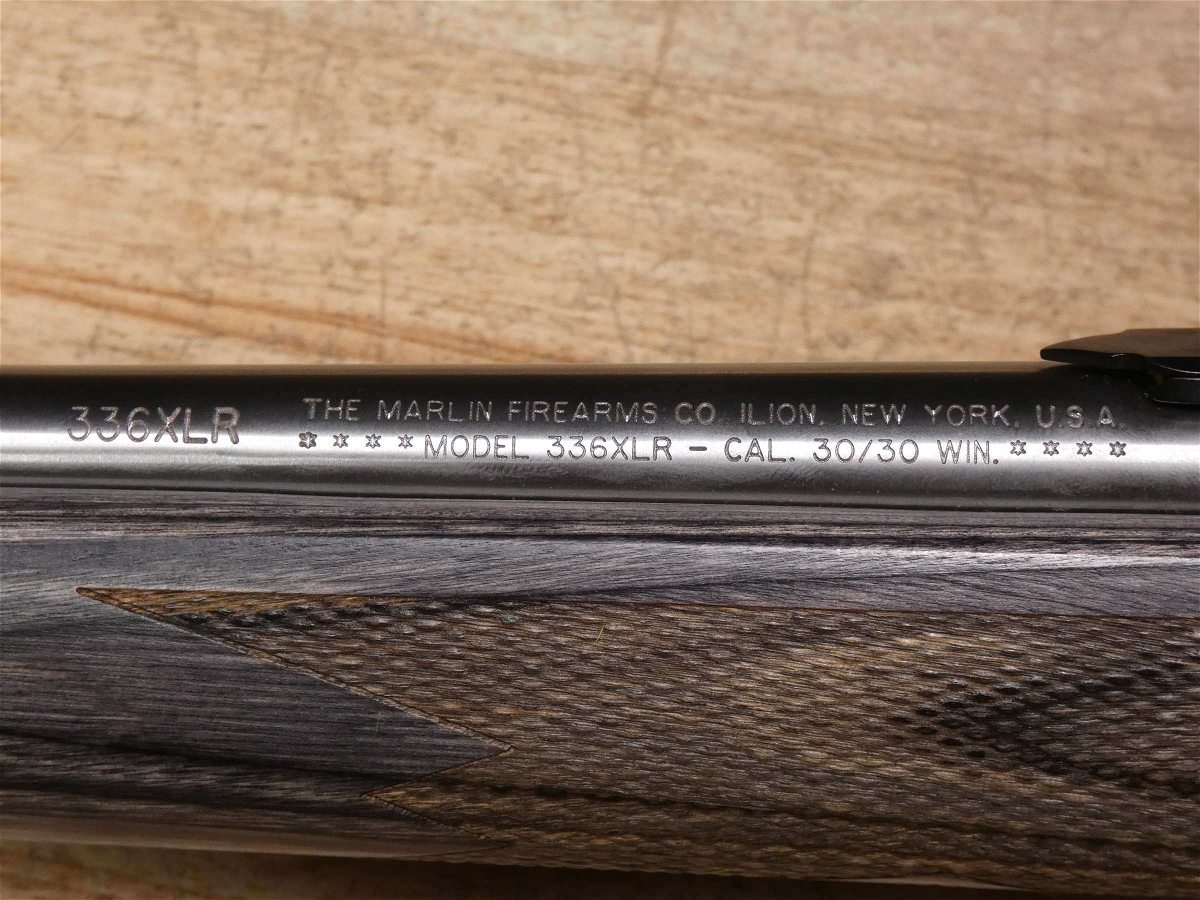 336XLR
THE MARLIN FIREARMS CO. ILION, NEW YORK, U.S.A.
✡ ✡ ✡ ✡ MODEL 336XLR – CAL. 30/30 WIN. ✡ ✡ ✡ ✡